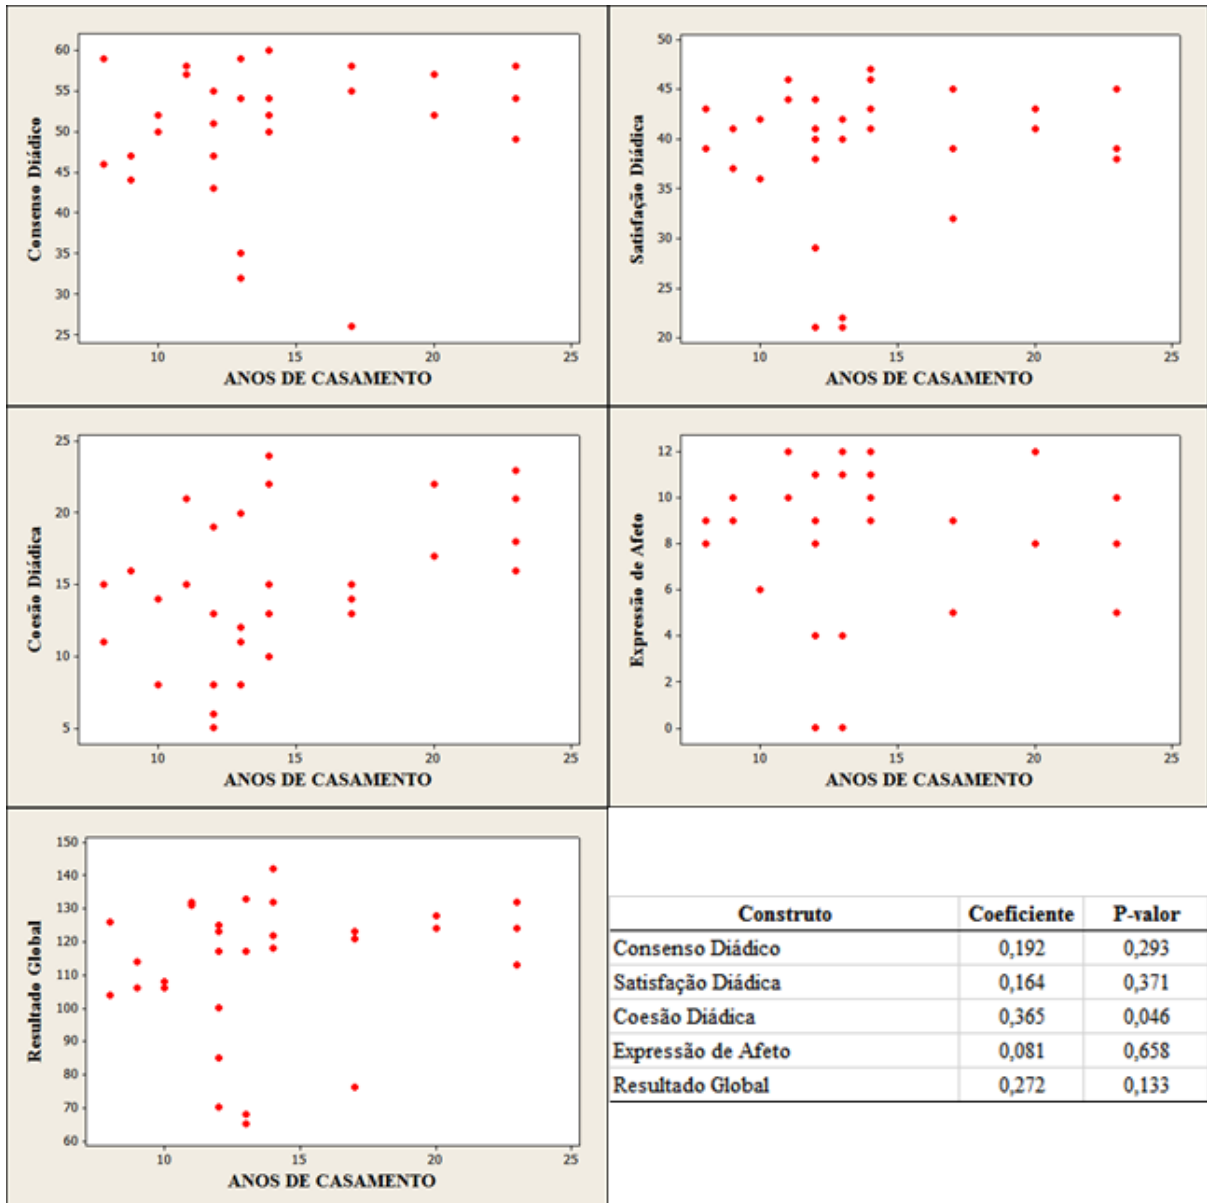 60
55
50
45
40
35
30
25
Consenso Diádico
10 15 20 25
ANOS DE CASAMENTO
50
45
40
35
30
25
20
Satisfação Diádica
10 15 20 25
ANOS DE CASAMENTO
25
20
15
10
5
Coesão Diádica
10 15 20 25
ANOS DE CASAMENTO
12
10
8
6
4
2
0
Expressão de Afeto
10 15 20 25
ANOS DE CASAMENTO
150
140
130
120
110
100
90
80
70
60
Resultado Global
10 15 20 25
ANOS DE CASAMENTO
Construto Coeficiente P-valor
Consenso Diádico 0,192 0,293
Satisfação Diádica 0,164 0,371
Coesão Diádica 0,365 0,046
Expressão de Afeto 0,081 0,658
Resultado Global 0,272 0,133